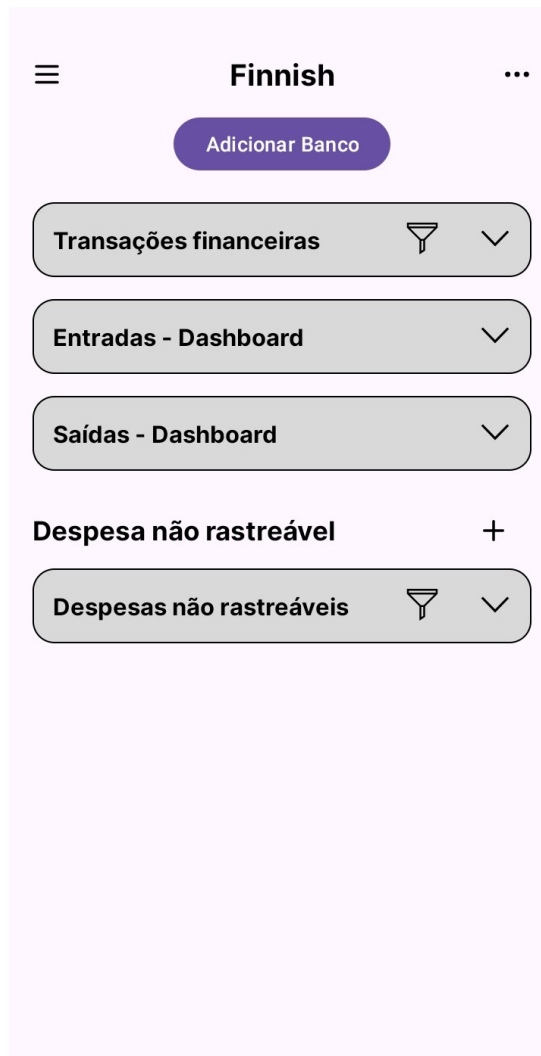 Finnish
Adicionar Banco
Transações financeiras
Entradas - Dashboard
Saídas - Dashboard
Despesa não rastreável
Despesas não rastreáveis